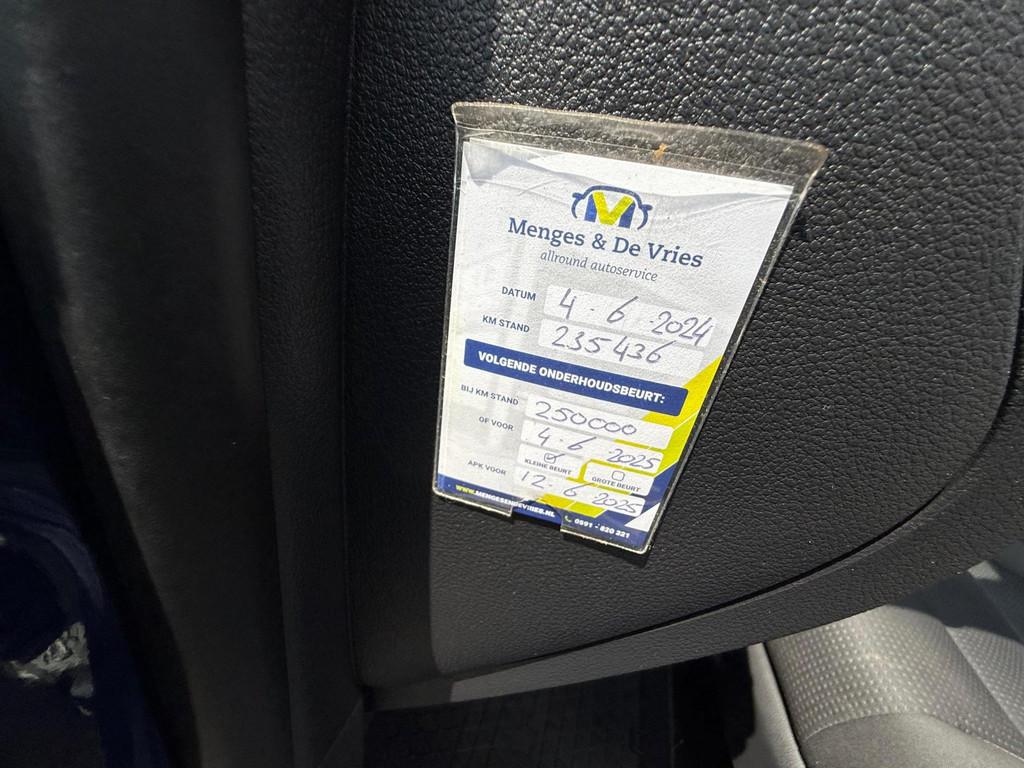 Menges & De Vries
allround autoservice
DATUM 4-6-2024
KM STAND 235436
VOLGENDE ONDERHOUDSBEURT:
BIJ KM STAND 250000
OF VOOR 4-6-2025
KLEINE BEURT GROTE BEURT
APK VOOR 12-6-2025
WWW.MENGESENDEVRIES.NL 0591 - 820 221